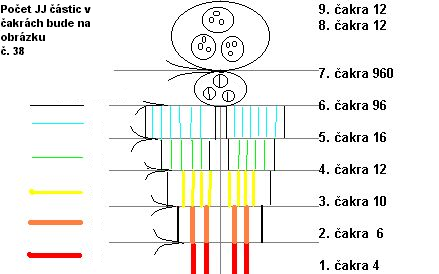 Počet JJ částic v
čakrách bude na
obrázku
č. 38
9. čakra 12
8. čakra 12
7. čakra 960
6. čakra 96
5. čakra 16
4. čakra 12
3. čakra 10
2. čakra 6
1. čakra 4